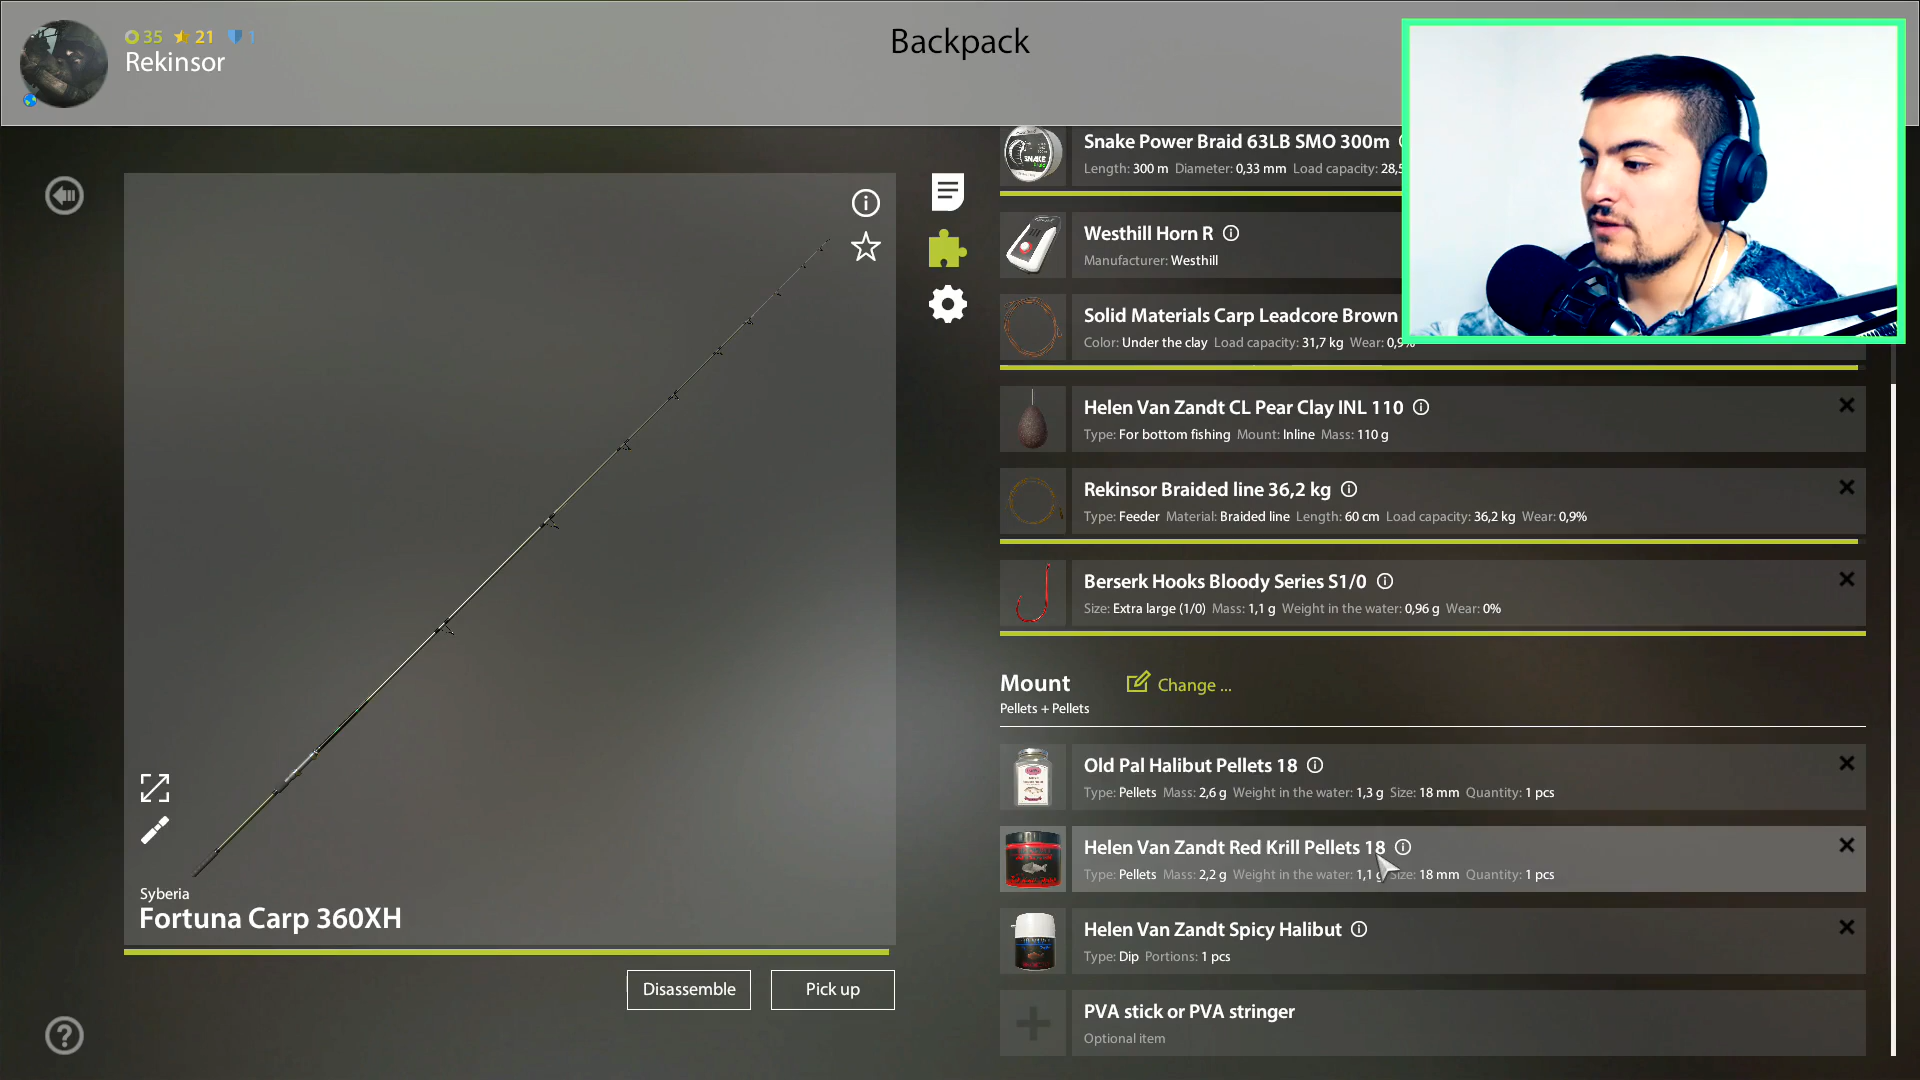 35 21 1
Rekinsor
Backpack
Snake Power Braid 63LB SMO 300m
Length: 300 m Diameter: 0,33 mm Load capacity: 28,5
Westhill Horn R
Manufacturer: Westhill
Solid Materials Carp Leadcore Brown
Color: Under the clay Load capacity: 31,7 kg Wear: 0,9%
Helen Van Zandt CL Pear Clay INL 110
Type: For bottom fishing Mount: Inline Mass: 110 g
Rekinsor Braided line 36,2 kg
Type: Feeder Material: Braided line Length: 60 cm Load capacity: 36,2 kg Wear: 0,9%
Berserk Hooks Bloody Series S1/0
Size: Extra large (1/0) Mass: 1,1 g Weight in the water: 0,96 g Wear: 0%
Mount Change ...
Pellets + Pellets
Old Pal Halibut Pellets 18
Type: Pellets Mass: 2,6 g Weight in the water: 1,3 g Size: 18 mm Quantity: 1 pcs
Helen Van Zandt Red Krill Pellets 18
Type: Pellets Mass: 2,2 g Weight in the water: 1,1 g Size: 18 mm Quantity: 1 pcs
Helen Van Zandt Spicy Halibut
Type: Dip Portions: 1 pcs
PVA stick or PVA stringer
Optional item
Syberia
Fortuna Carp 360XH
Disassemble
Pick up